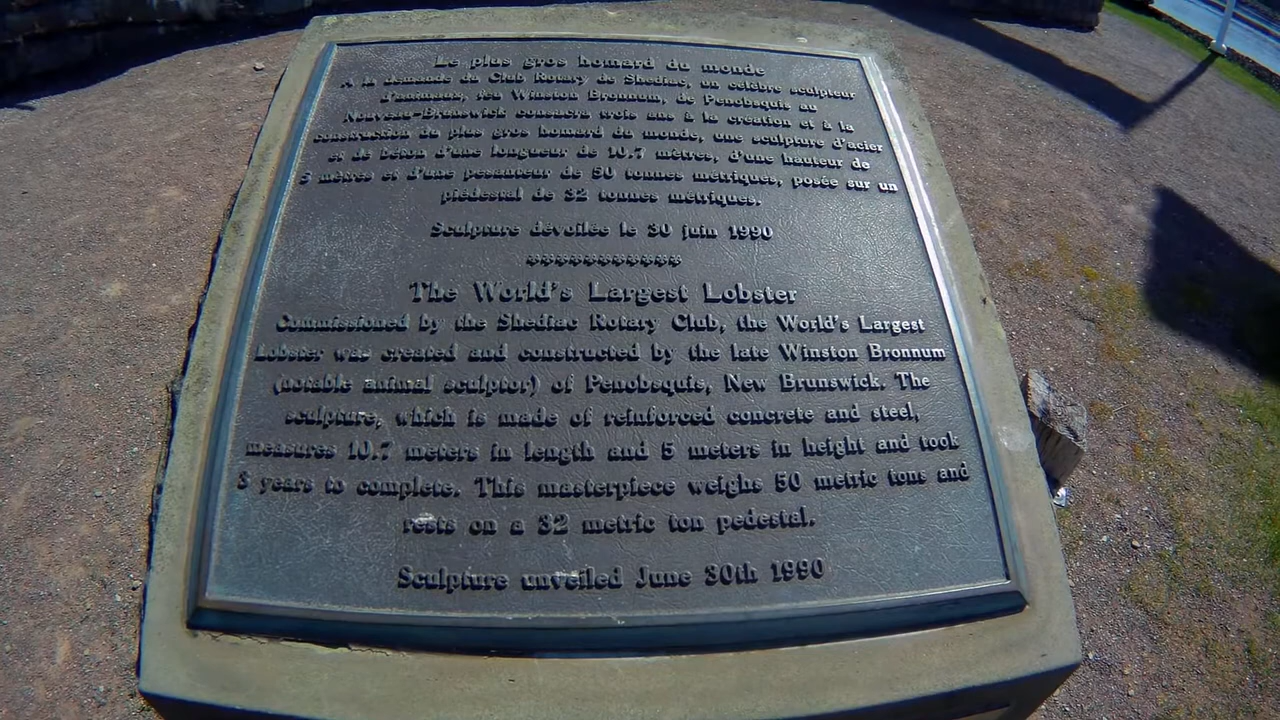 Le plus gros homard du monde
A la demande du Club Rotary de Shediac, un célèbre sculpteur
d'animaux, feu Winston Bronnum, de Penobsquis au
Nouveau-Brunswick consacra trois ans à la création et à la
construction du plus gros homard du monde, une sculpture d'acier
et de béton d'une longueur de 10.7 mètres, d'une hauteur de
5 mètres et d'une pesanteur de 50 tonnes métriques, posée sur un
piédestal de 32 tonnes métriques.
Sculpture dévoilée le 30 juin 1990
The World's Largest Lobster
Commissioned by the Shediac Rotary Club, the World's Largest
Lobster was created and constructed by the late Winston Bronnum
(notable animal sculptor) of Penobsquis, New Brunswick. The
sculpture, which is made of reinforced concrete and steel,
measures 10.7 meters in length and 5 meters in height and took
3 years to complete. This masterpiece weighs 50 metric tons and
rests on a 32 metric ton pedestal.
Sculpture unveiled June 30th 1990